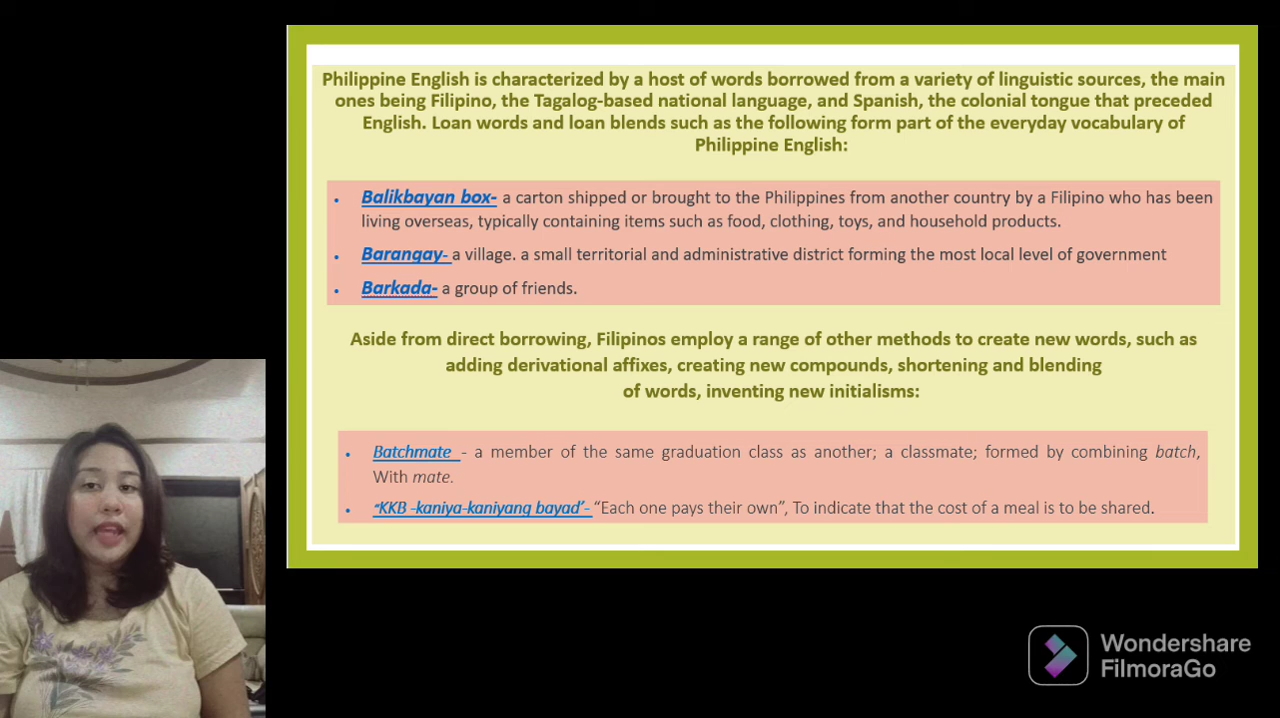 Philippine English is characterized by a host of words borrowed from a variety of linguistic sources, the main
ones being Filipino, the Tagalog-based national language, and Spanish, the colonial tongue that preceded
English. Loan words and loan blends such as the following form part of the everyday vocabulary of
Philippine English:
• Balikbayan box- a carton shipped or brought to the Philippines from another country by a Filipino who has been
living overseas, typically containing items such as food, clothing, toys, and household products.
• Barangay- a village. a small territorial and administrative district forming the most local level of government
• Barkada- a group of friends.
Aside from direct borrowing, Filipinos employ a range of other methods to create new words, such as
adding derivational affixes, creating new compounds, shortening and blending
of words, inventing new initialisms:
• Batchmate - a member of the same graduation class as another; a classmate; formed by combining batch,
With mate.
• “KKB -kaniya-kaniyang bayad’- “Each one pays their own”, To indicate that the cost of a meal is to be shared.
Wondershare
FilmoraGo